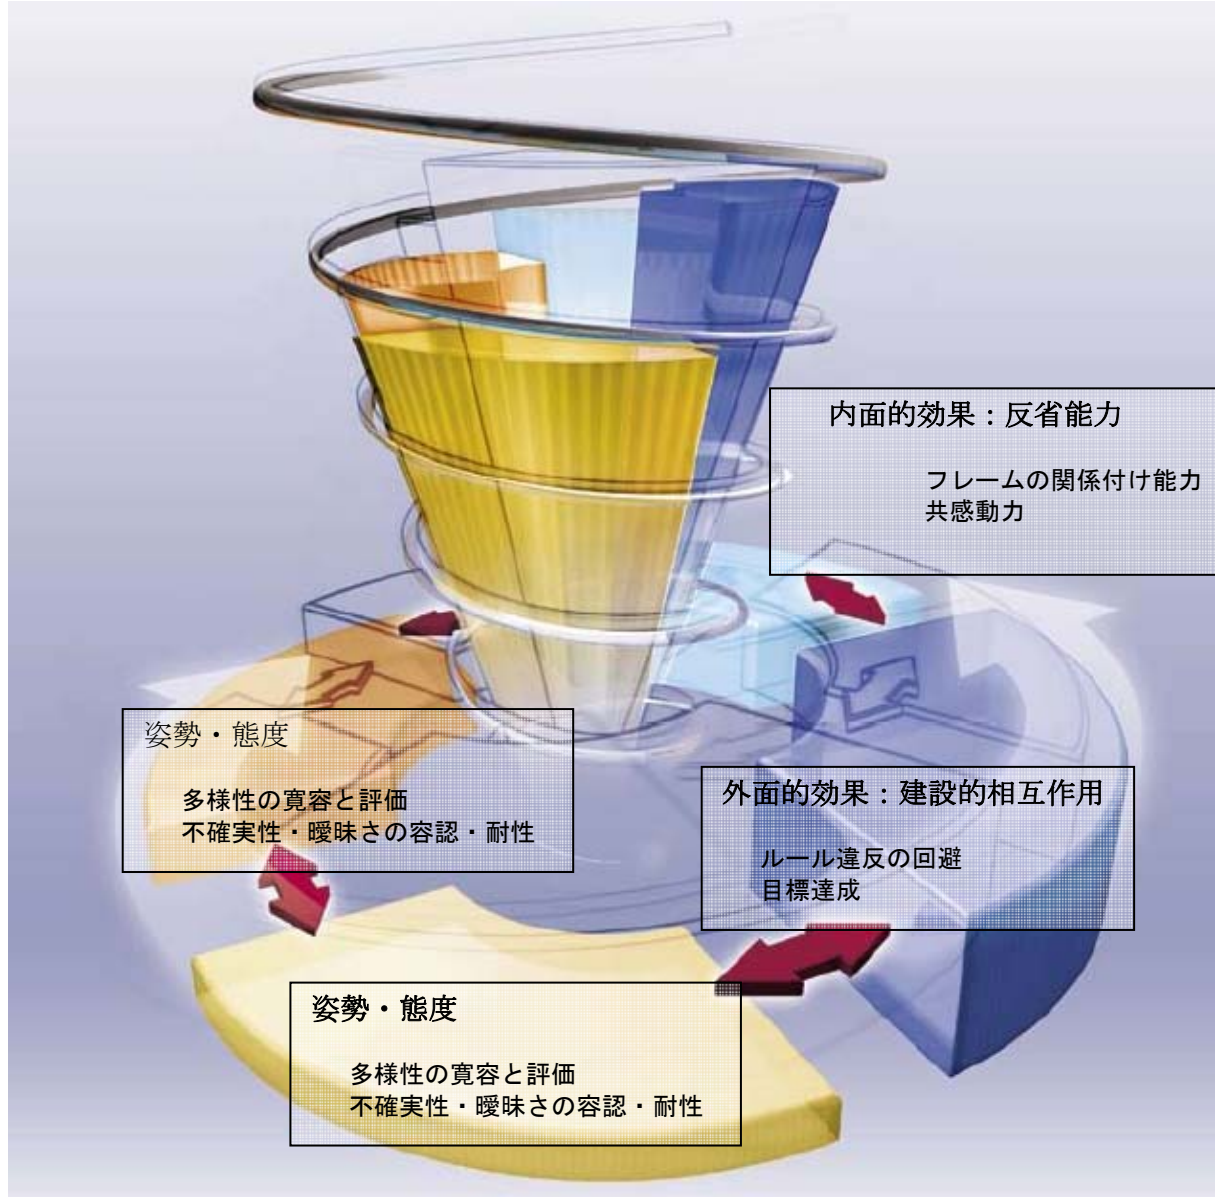 内面的効果：反省能力
フレームの関係付け能力
共感動力
姿勢・態度
多様性の寛容と評価
不確実性・曖昧さの容認・耐性
外面的効果：建設的相互作用
ルール違反の回避
目標達成
姿勢・態度
多様性の寛容と評価
不確実性・曖昧さの容認・耐性